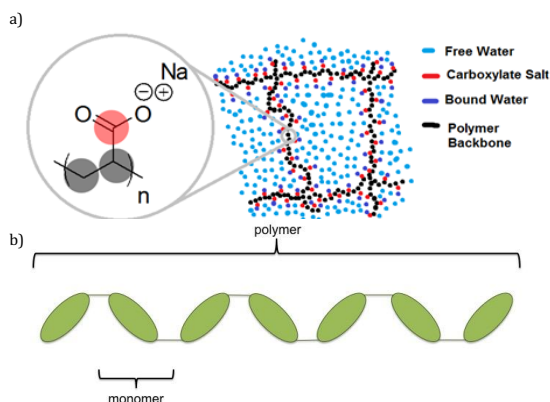 a)
Na
O
O
⊖⊕
n
Free Water
Carboxylate Salt
Bound Water
Polymer
Backbone
b)
polymer
monomer